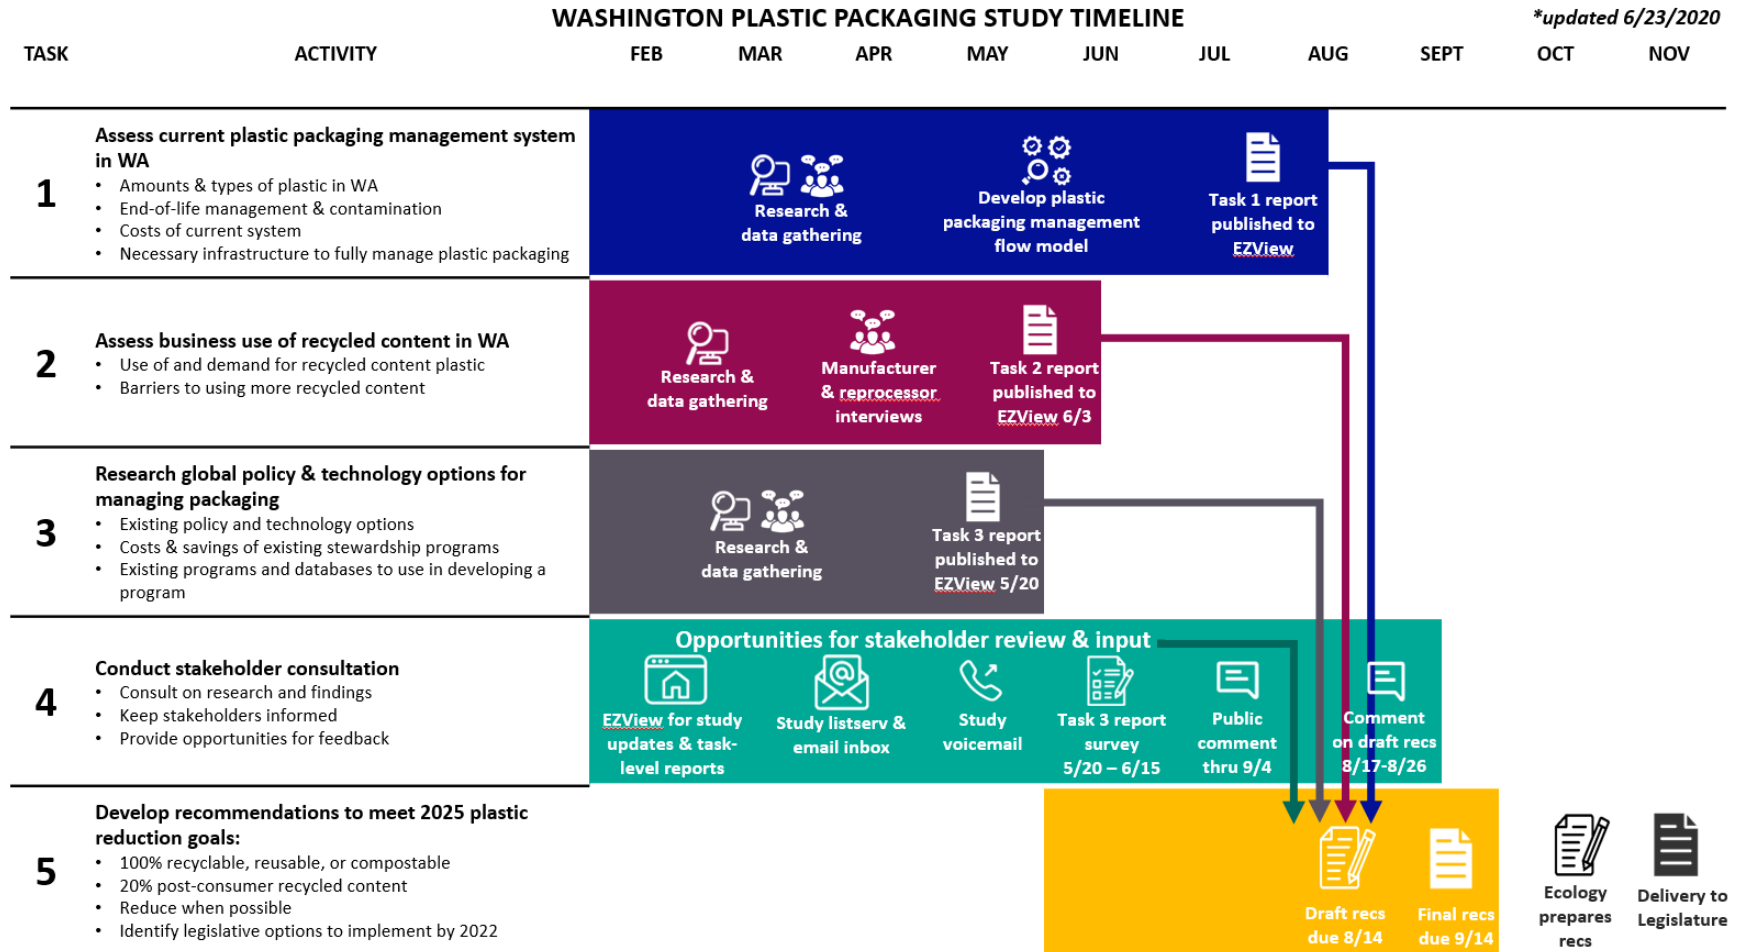 WASHINGTON PLASTIC PACKAGING STUDY TIMELINE
*updated 6/23/2020
TASK ACTIVITY FEB MAR APR MAY JUN JUL AUG SEPT OCT NOV
1
Assess current plastic packaging management system
in WA
• Amounts & types of plastic in WA
• End-of-life management & contamination
• Costs of current system
• Necessary infrastructure to fully manage plastic packaging
Research &
data gathering
Develop plastic
packaging management
flow model
Task 1 report
published to
EZView
2
Assess business use of recycled content in WA
• Use of and demand for recycled content plastic
• Barriers to using more recycled content
Research &
data gathering
Manufacturer
& reprocessor
interviews
Task 2 report
published to
EZView 6/3
3
Research global policy & technology options for
managing packaging
• Existing policy and technology options
• Costs & savings of existing stewardship programs
• Existing programs and databases to use in developing a
program
Research &
data gathering
Task 3 report
published to
EZView 5/20
4
Conduct stakeholder consultation
• Consult on research and findings
• Keep stakeholders informed
• Provide opportunities for feedback
Opportunities for stakeholder review & input
EZView for study
updates & task-
level reports
Study listserv &
email inbox
Study
voicemail
Task 3 report
survey
5/20 – 6/15
Public
comment
thru 9/4
Comment
on draft recs
8/17-8/26
5
Develop recommendations to meet 2025 plastic
reduction goals:
• 100% recyclable, reusable, or compostable
• 20% post-consumer recycled content
• Reduce when possible
• Identify legislative options to implement by 2022
Draft recs
due 8/14
Final recs
due 9/14
Ecology
prepares
recs
Delivery to
Legislature